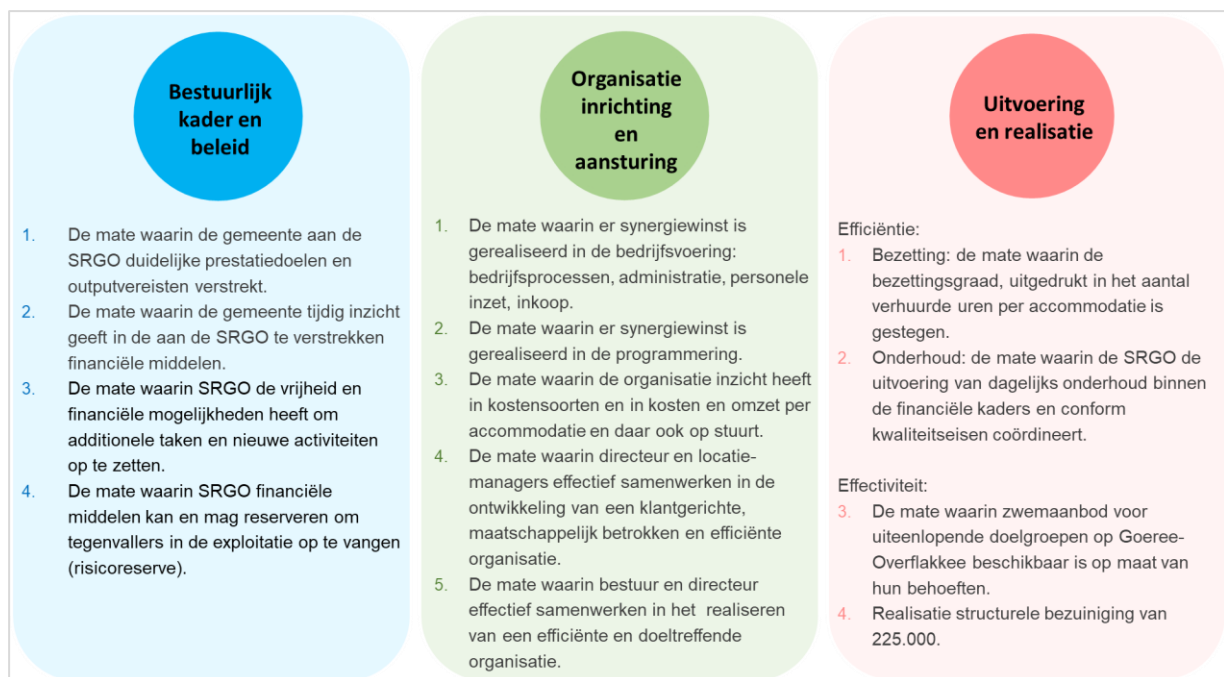 Bestuurlijk
kader en
beleid
1. De mate waarin de gemeente aan de
SRGO duidelijke prestatiedoelen en
outputvereisten verstrekt.
2. De mate waarin de gemeente tijdig inzicht
geeft in de aan de SRGO te verstrekken
financiële middelen.
3. De mate waarin SRGO de vrijheid en
financiële mogelijkheden heeft om
additionele taken en nieuwe activiteiten
op te zetten.
4. De mate waarin SRGO financiële
middelen kan en mag reserveren om
tegenvallers in de exploitatie op te vangen
(risicoreserve).
Organisatie
inrichting
en
aansturing
1. De mate waarin er synergiewinst is
gerealiseerd in de bedrijfsvoering:
bedrijfsprocessen, administratie, personele
inzet, inkoop.
2. De mate waarin er synergiewinst is
gerealiseerd in de programmering.
3. De mate waarin de organisatie inzicht heeft
in kostensoorten en in kosten en omzet per
accommodatie en daar ook op stuurt.
4. De mate waarin directeur en locatie-
managers effectief samenwerken in de
ontwikkeling van een klantgerichte,
maatschappelijk betrokken en efficiënte
organisatie.
5. De mate waarin bestuur en directeur
effectief samenwerken in het realiseren
van een efficiënte en doeltreffende
organisatie.
Uitvoering
en realisatie
Efficiëntie:
1. Bezetting: de mate waarin de
bezettingsgraad, uitgedrukt in het aantal
verhuurde uren per accommodatie is
gestegen.
2. Onderhoud: de mate waarin de SRGO de
uitvoering van dagelijks onderhoud binnen
de financiële kaders en conform
kwaliteitseisen coördineert.
Effectiviteit:
3. De mate waarin zwemaanbod voor
uiteenlopende doelgroepen op Goeree-
Overflakkee beschikbaar is op maat van
hun behoeften.
4. Realisatie structurele bezuiniging van
225.000.